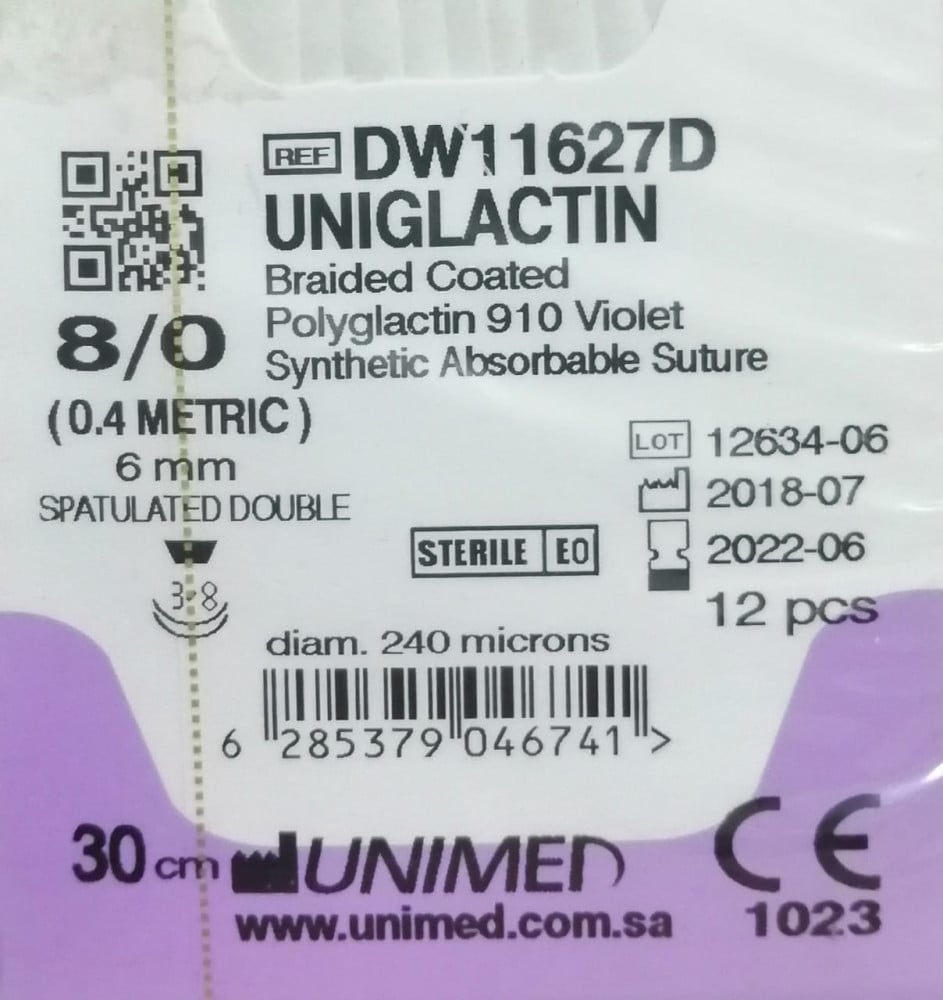 REF DW11627D
UNIGLACTIN
Braided Coated
Polyglactin 910 Violet
Synthetic Absorbable Suture
8/0
(0.4 METRIC)
6 mm
SPATULATED DOUBLE
3-8
LOT 12634-06
2018-07
2022-06
12 pcs
STERILE EO
diam. 240 microns
6 285379 046741 >
30 cm UNIMED
www.unimed.com.sa
CE
1023